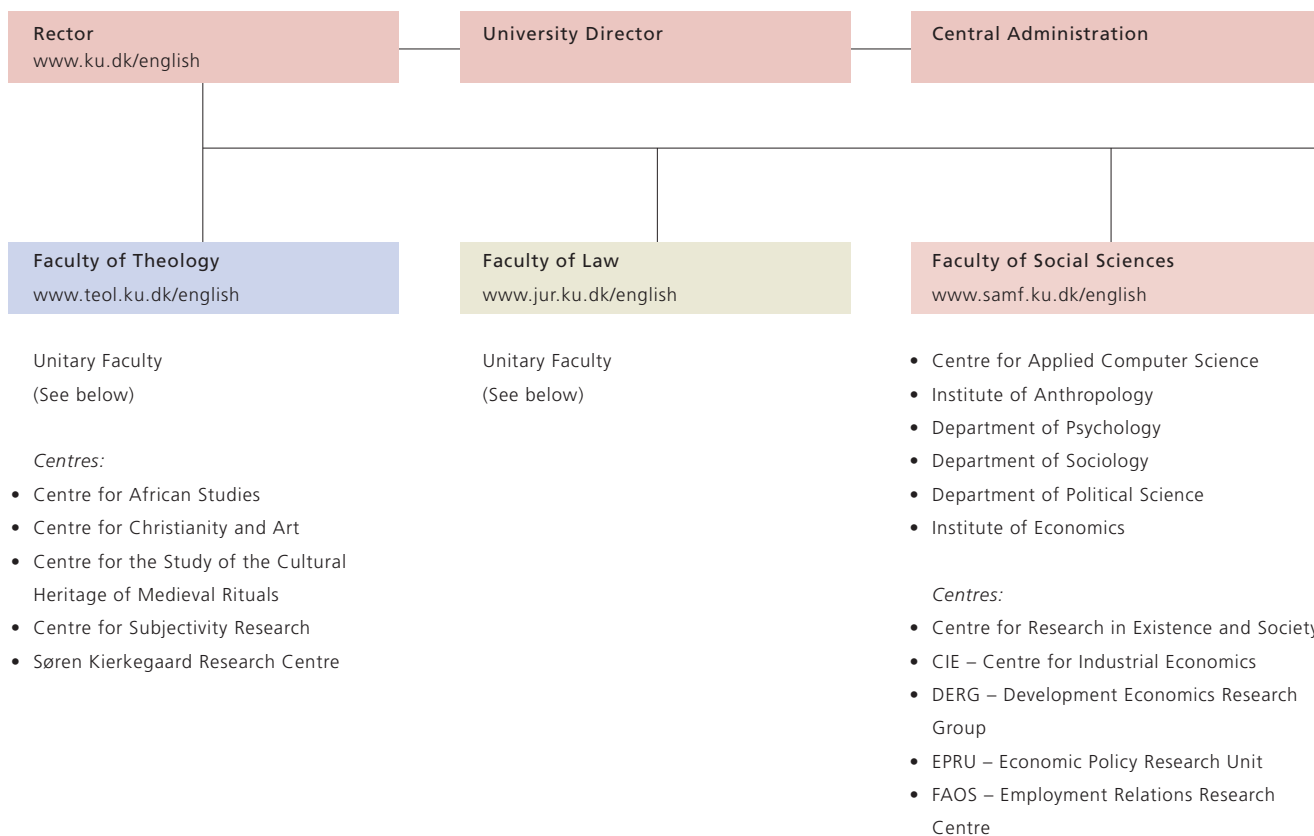 Rector
www.ku.dk/english
University Director
Central Administration
Faculty of Theology
www.teol.ku.dk/english
Unitary Faculty
(See below)
Centres:
• Centre for African Studies
• Centre for Christianity and Art
• Centre for the Study of the Cultural
Heritage of Medieval Rituals
• Centre for Subjectivity Research
• Søren Kierkegaard Research Centre
Faculty of Law
www.jur.ku.dk/english
Unitary Faculty
(See below)
Faculty of Social Sciences
www.samf.ku.dk/english
• Centre for Applied Computer Science
• Institute of Anthropology
• Department of Psychology
• Department of Sociology
• Department of Political Science
• Institute of Economics
Centres:
• Centre for Research in Existence and Society
• CIE – Centre for Industrial Economics
• DERG – Development Economics Research
Group
• EPRU – Economic Policy Research Unit
• FAOS – Employment Relations Research
Centre